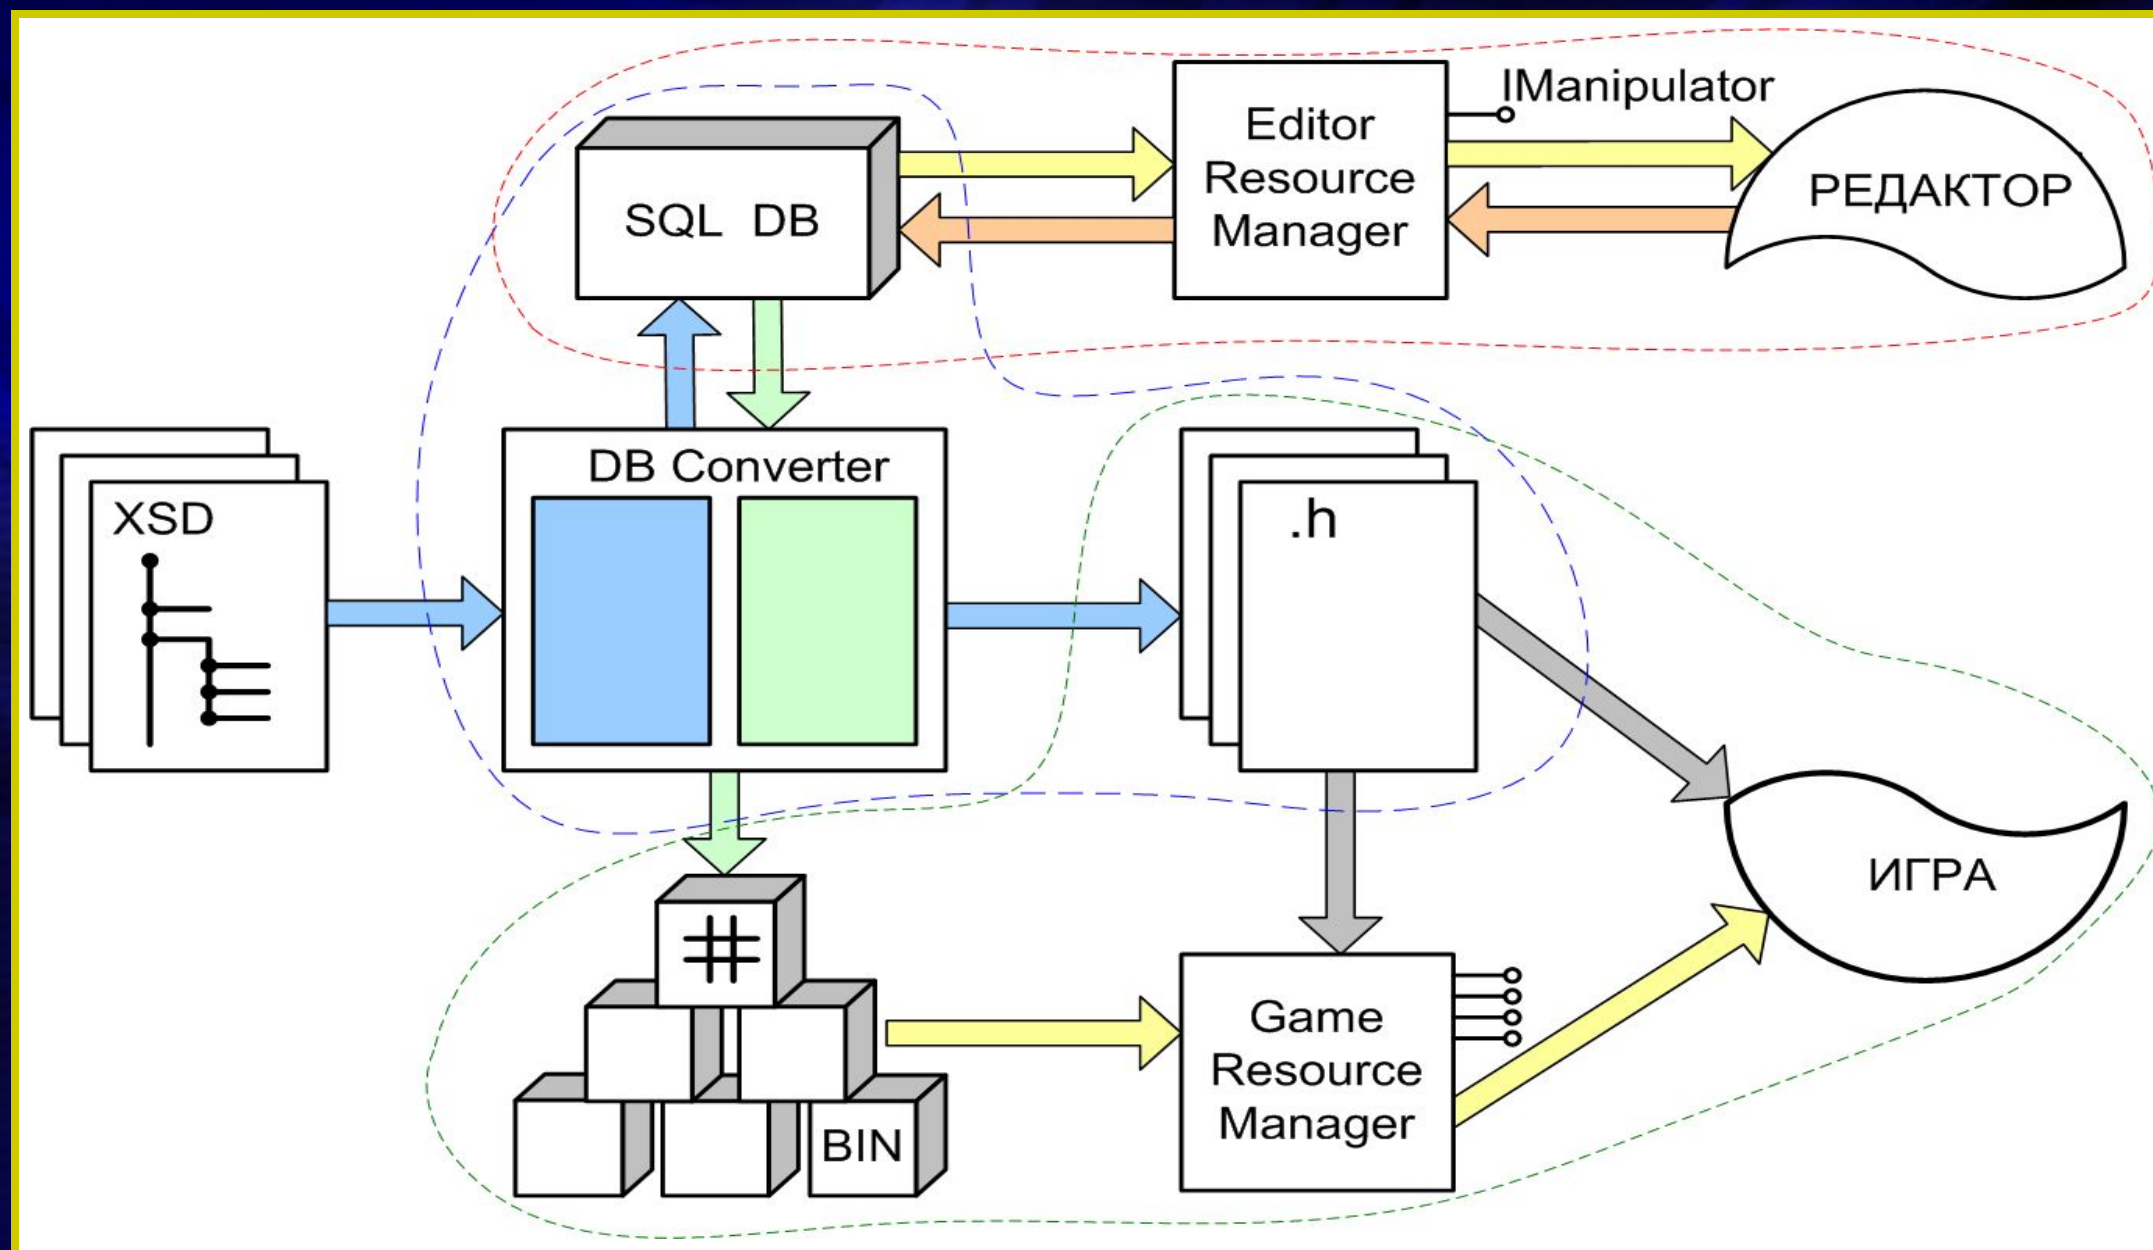 IManipulator
Editor
Resource
Manager
РЕДАКТОР
SQL DB
DB Converter
XSD
.h
ИГРА
#
BIN
Game
Resource
Manager